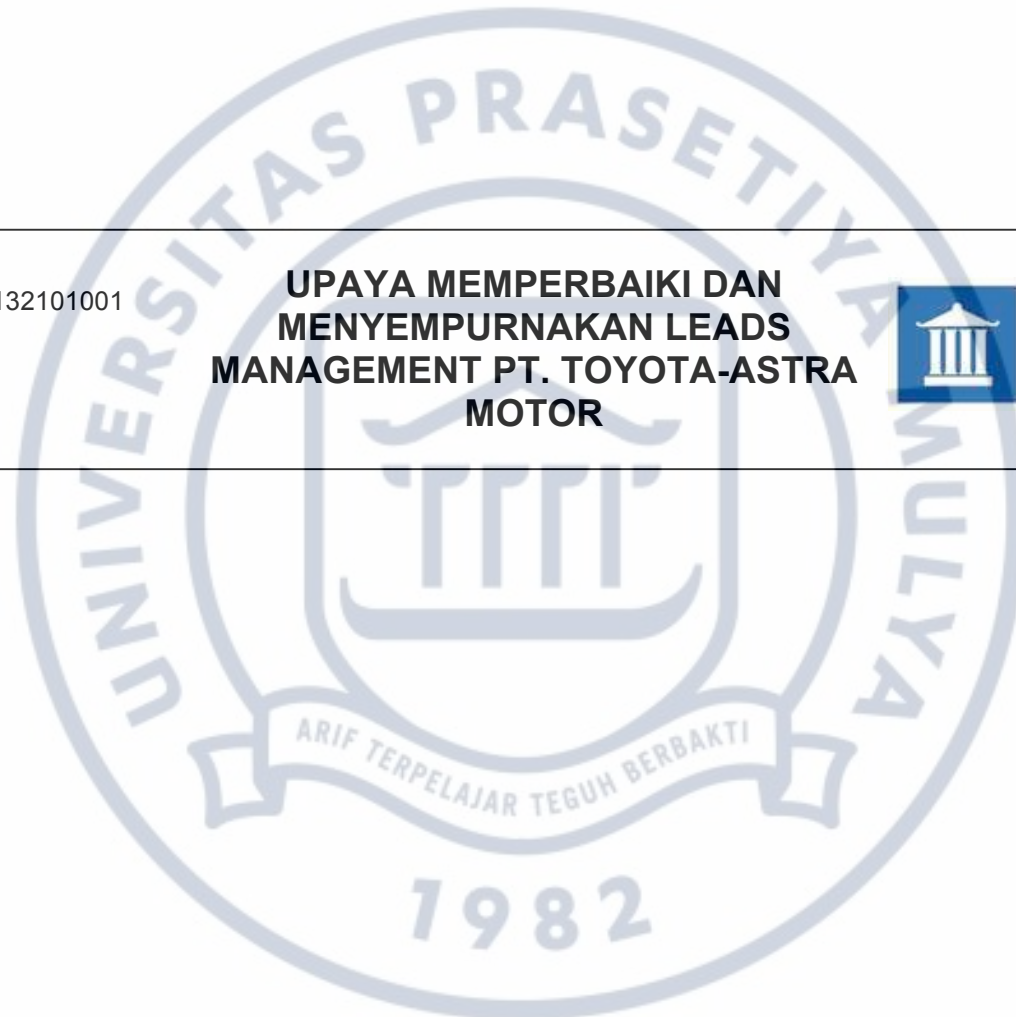 UNIVERSITAS PRASETIYA MULYA
132101001
UPAYA MEMPERBAIKI DAN
MENYEMPURNAKAN LEADS
MANAGEMENT PT. TOYOTA-ASTRA
MOTOR
ARIF TERPELAJAR TEGUH BERBAKTI
1982